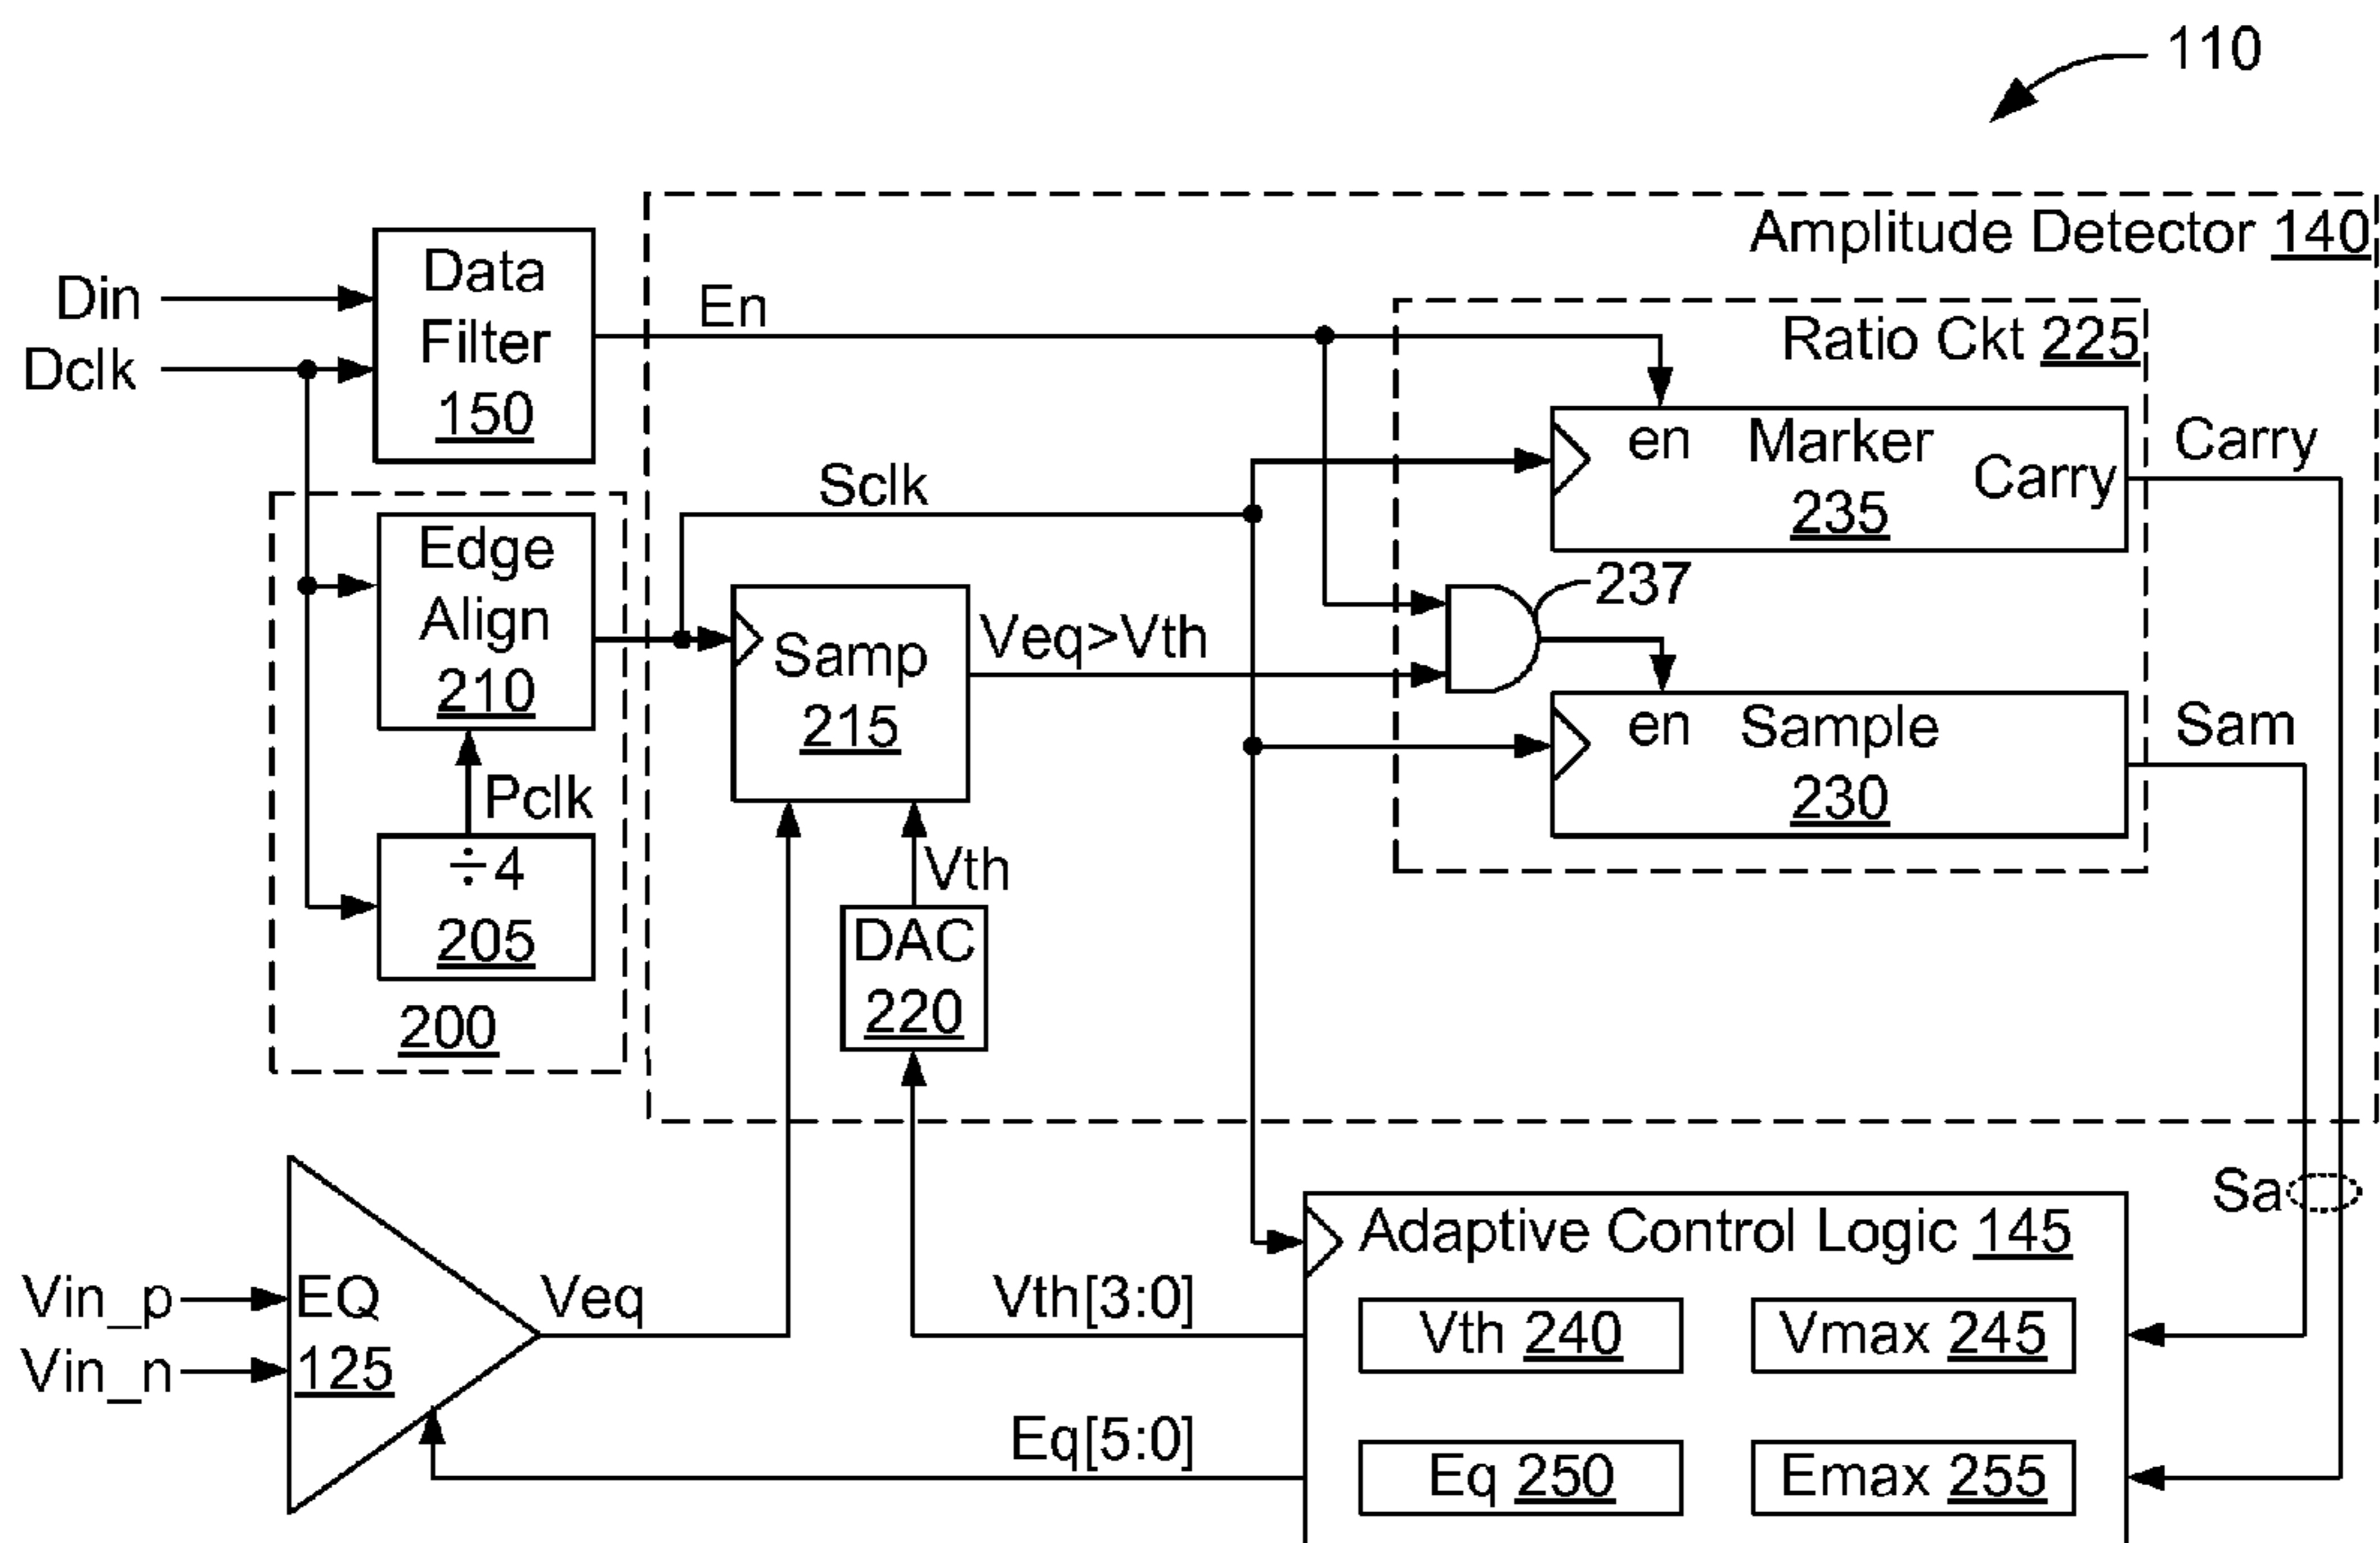 110
Amplitude Detector 140
Data
Filter
150
Din
Dclk
En
Ratio Ckt 225
en Marker
Carry
235
Carry
Sclk
Edge
Align
210
237
Samp
215
Veq>Vth
en Sample
230
Sam
Pclk
÷4
205
200
Vth
DAC
220
Sa
Adaptive Control Logic 145
Vin_p
Vin_n
EQ
125
Veq
Vth[3:0]
Vth 240
Vmax 245
Eq[5:0]
Eq 250
Emax 255